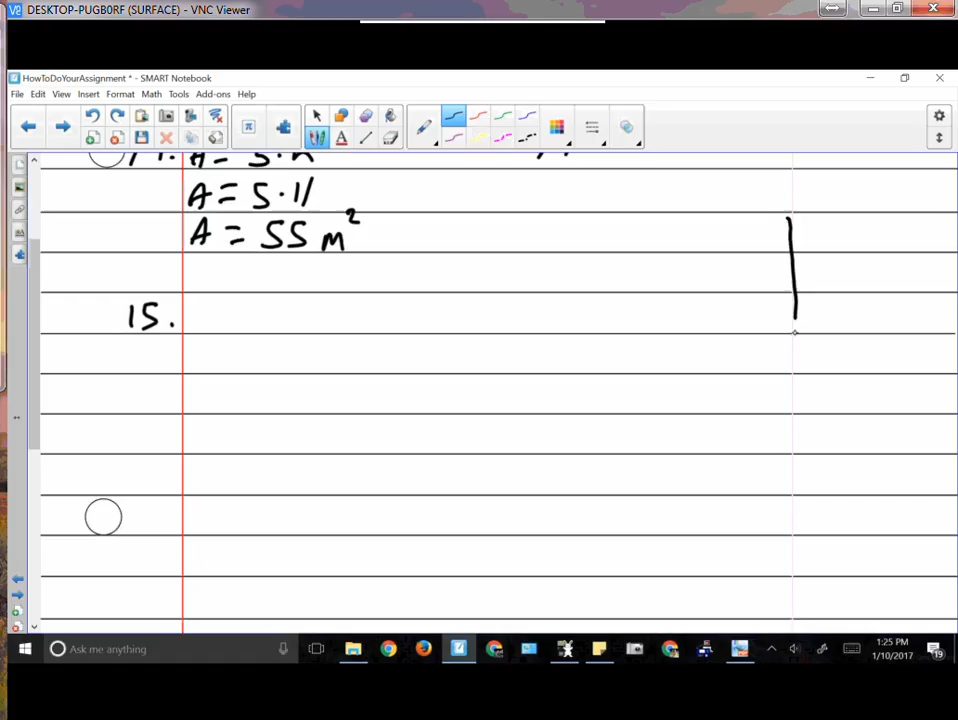 DESKTOP-PUGB0RF (SURFACE) - VNC Viewer
HowToDoYourAssignment * - SMART Notebook
File Edit View Insert Format Math Tools Add-ons Help
A = 5 · 11
A = 55 m²
15.
Ask me anything
1:25 PM
1/10/2017
19